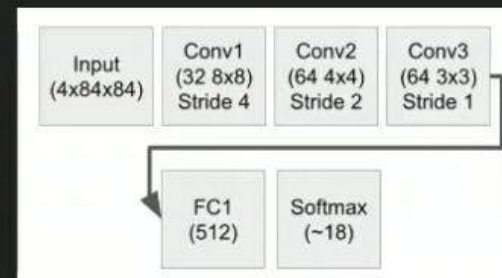 Input
(4x84x84)
Conv1
(32 8x8)
Stride 4
Conv2
(64 4x4)
Stride 2
Conv3
(64 3x3)
Stride 1
FC1
(512)
Softmax
(~18)